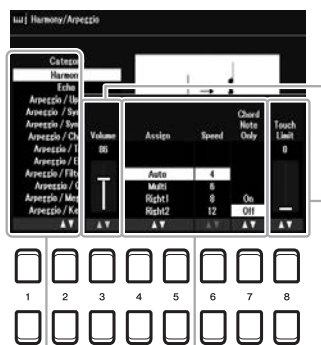 Harmony/Arpeggio
Category
Harmony
Echo
Arpeggio / Up
Arpeggio / Sy
Arpeggio / Syn
Arpeggio / Ch
Arpeggio / T
Arpeggio / E
Arpeggio / Filte
Arpeggio / G
Arpeggio / Meg
Arpeggio / Ke
Volume
86
Assign
Auto
Multi
Right1
Right2
Speed
4
6
8
12
Chord
Note
Only
On
Off
Touch
Limit
0
1 2 3 4 5 6 7 8